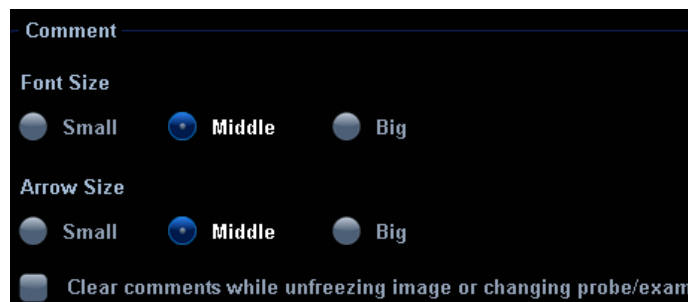 Comment
Font Size
Small Middle Big
Arrow Size
Small Middle Big
Clear comments while unfreezing image or changing probe/exam